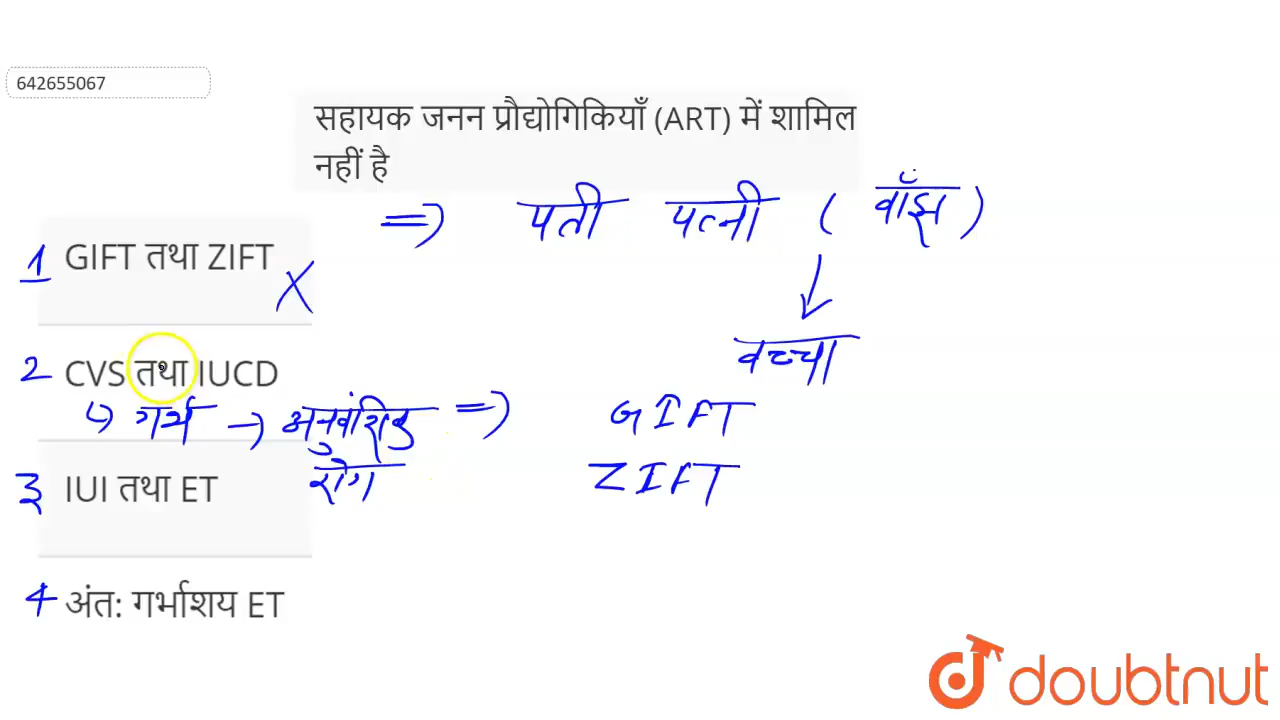 642655067
सहायक जनन प्रौद्योगिकियाँ (ART) में शामिल
नहीं है
=> पती पत्नी ( बाँझ )
1 GIFT तथा ZIFT X
बच्चा
2 CVS तथा IUCD
↳ गर्भ → अनुवांशिक => GIFT
रोग ZIFT
3 IUI तथा ET
4 अंत: गर्भाशय ET
doubtnut